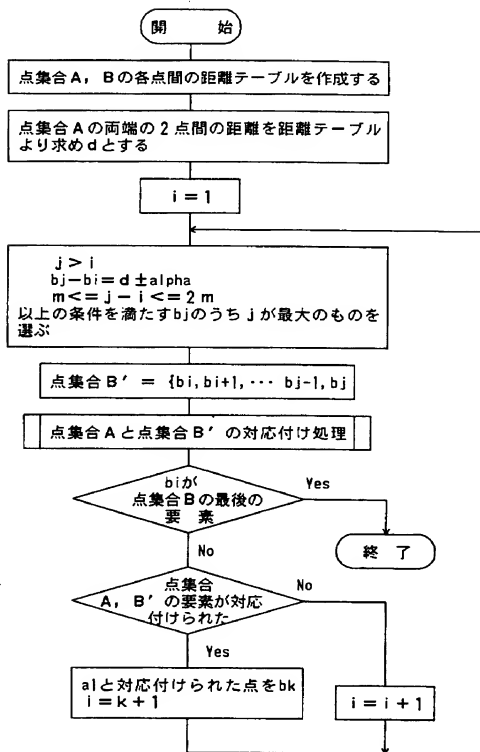 開　始
点集合A，Bの各点間の距離テーブルを作成する
点集合Aの両端の2点間の距離を距離テーブル
より求めdとする
i＝1
j＞i
bj−bi＝d±alpha
m<=j−i<=2m
以上の条件を満たすbjのうちjが最大のものを
選ぶ
点集合B′＝{bi,bi+1,･･･bj-1,bj
点集合Aと点集合B′の対応付け処理
biが
点集合Bの最後の
要　素
Yes
終　了
No
点集合
A，B′の要素が対応
付けられた
No
Yes
a1と対応付けられた点をbk
i＝k＋1
i＝i＋1